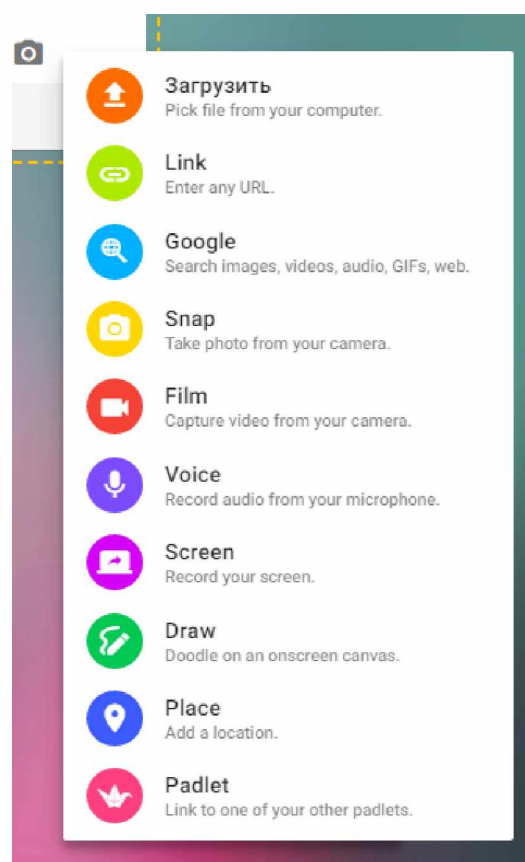 Загрузить
Pick file from your computer.
Link
Enter any URL.
Google
Search images, videos, audio, GIFs, web.
Snap
Take photo from your camera.
Film
Capture video from your camera.
Voice
Record audio from your microphone.
Screen
Record your screen.
Draw
Doodle on an onscreen canvas.
Place
Add a location.
Padlet
Link to one of your other padlets.